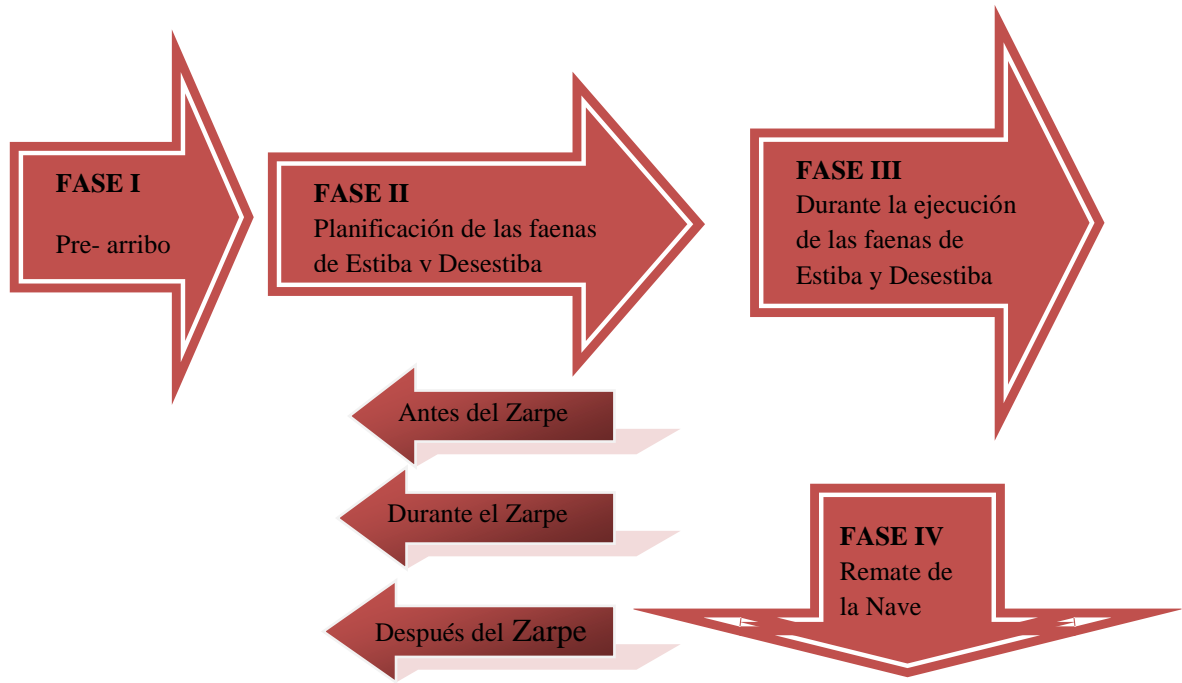 FASE I
Pre- arribo
FASE II
Planificación de las faenas
de Estiba v Desestiba
FASE III
Durante la ejecución
de las faenas de
Estiba y Desestiba
Antes del Zarpe
Durante el Zarpe
Después del Zarpe
FASE IV
Remate de
la Nave